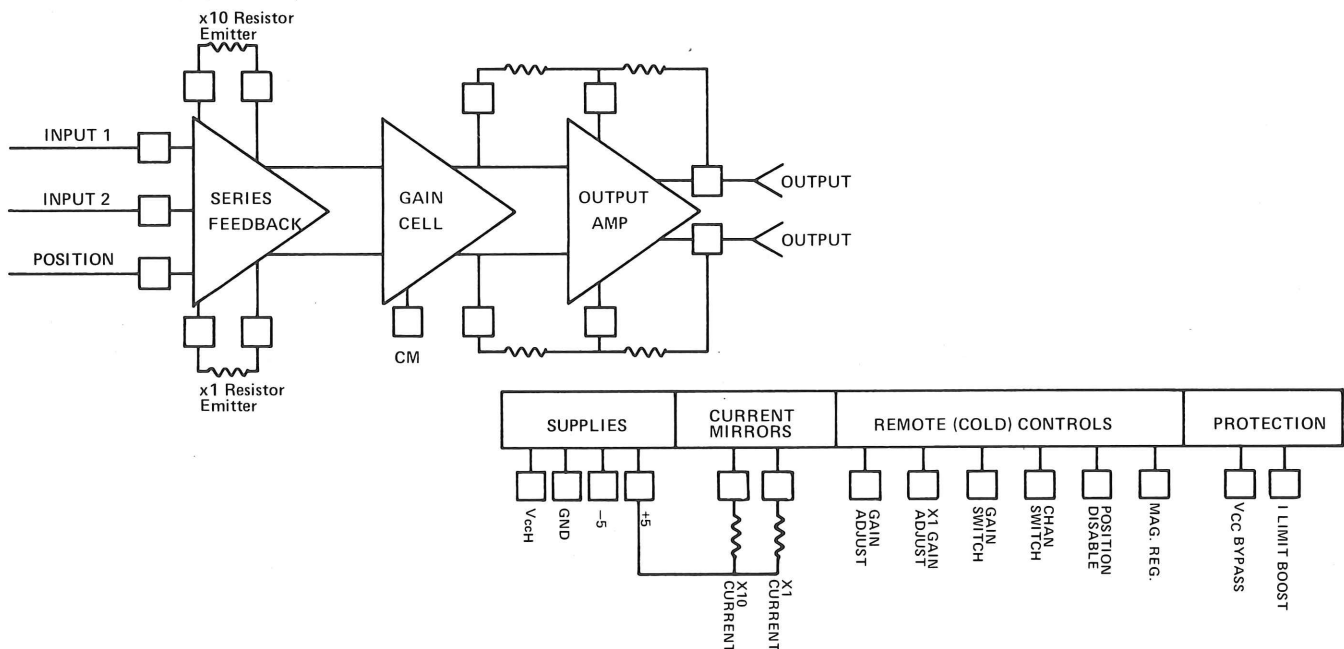 x10 Resistor
Emitter
INPUT 1
INPUT 2
POSITION
SERIES
FEEDBACK
GAIN
CELL
OUTPUT
AMP
OUTPUT
OUTPUT
CM
x1 Resistor
Emitter
SUPPLIES
CURRENT
MIRRORS
REMOTE (COLD) CONTROLS
PROTECTION
VccH
GND
-5
+5
X10
CURRENT
X1
CURRENT
GAIN
ADJUST
X1 GAIN
ADJUST
GAIN
SWITCH
CHAN
SWITCH
POSITION
DISABLE
MAG. REG.
VCC BYPASS
I LIMIT BOOST